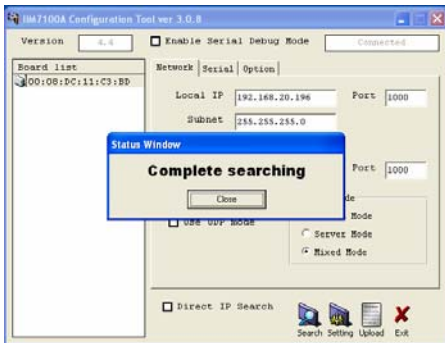 IIM7100A Configuration Tool ver 3.0.8
Version 4.4 Enable Serial Debug Mode Connected
Board list
00:08:DC:11:C3:BD
Network Serial Option
Local IP 192.168.20.196 Port 1000
Subnet 255.255.255.0
Status Window
Complete searching
Close
Port 1000
Use UDP mode
Mode
Server Mode
Mixed Mode
Direct IP Search
Search Setting Upload Exit